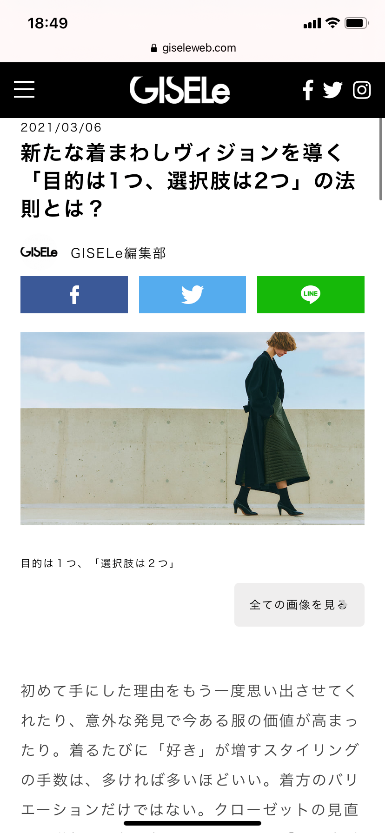 18:49
giseleweb.com
GISELe
2021/03/06
新たな着まわしヴィジョンを導く
「目的は1つ、選択肢は2つ」の法
則とは？
GISELe GISELe編集部
LINE
目的は１つ、「選択肢は２つ」
全ての画像を見る
初めて手にした理由をもう一度思い出させてく
れたり、意外な発見で今ある服の価値が高まっ
たり。着るたびに「好き」が増すスタイリング
の手数は、多ければ多いほどいい。着方のバリ
エーションだけではない。クローゼットの見直